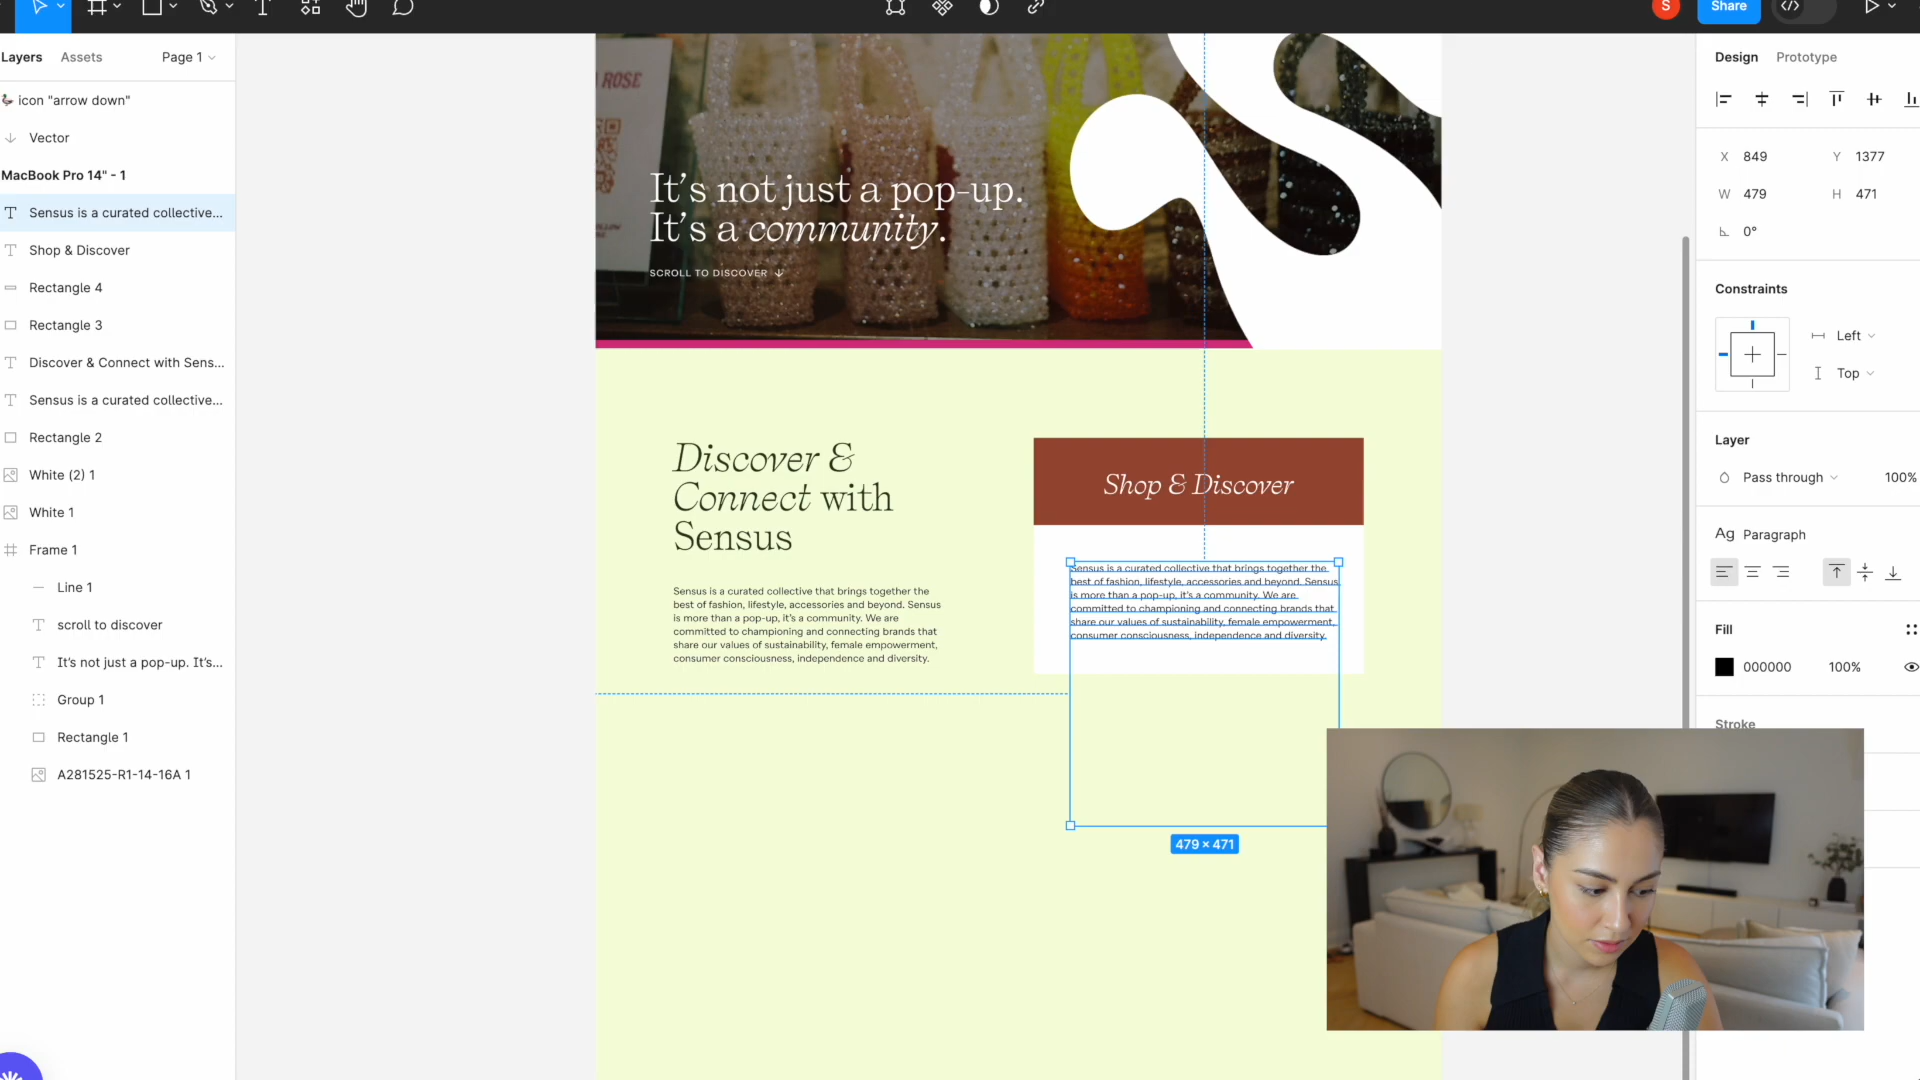 S
Share
Layers
Assets
Page 1
icon "arrow down"
Vector
MacBook Pro 14" - 1
Sensus is a curated collective...
Shop & Discover
Rectangle 4
Rectangle 3
Discover & Connect with Sens...
Sensus is a curated collective...
Rectangle 2
White (2) 1
White 1
Frame 1
Line 1
scroll to discover
It's not just a pop-up. It's...
Group 1
Rectangle 1
A281525-R1-14-16A 1
A ROSE
It's not just a pop-up.
It's a community.
SCROLL TO DISCOVER
Discover &
Connect with
Sensus
Sensus is a curated collective that brings together the
best of fashion, lifestyle, accessories and beyond. Sensus
is more than a pop-up, it's a community. We are
committed to championing and connecting brands that
share our values of sustainability, female empowerment,
consumer consciousness, independence and diversity.
Shop & Discover
Sensus is a curated collective that brings together the
best of fashion, lifestyle, accessories and beyond. Sensus
is more than a pop-up, it's a community. We are
committed to championing and connecting brands that
share our values of sustainability, female empowerment,
consumer consciousness, independence and diversity.
479 × 471
Design
Prototype
X 849
Y 1377
W 479
H 471
0°
Constraints
Left
Top
Layer
Pass through
100%
Ag Paragraph
Fill
000000
100%
Stroke